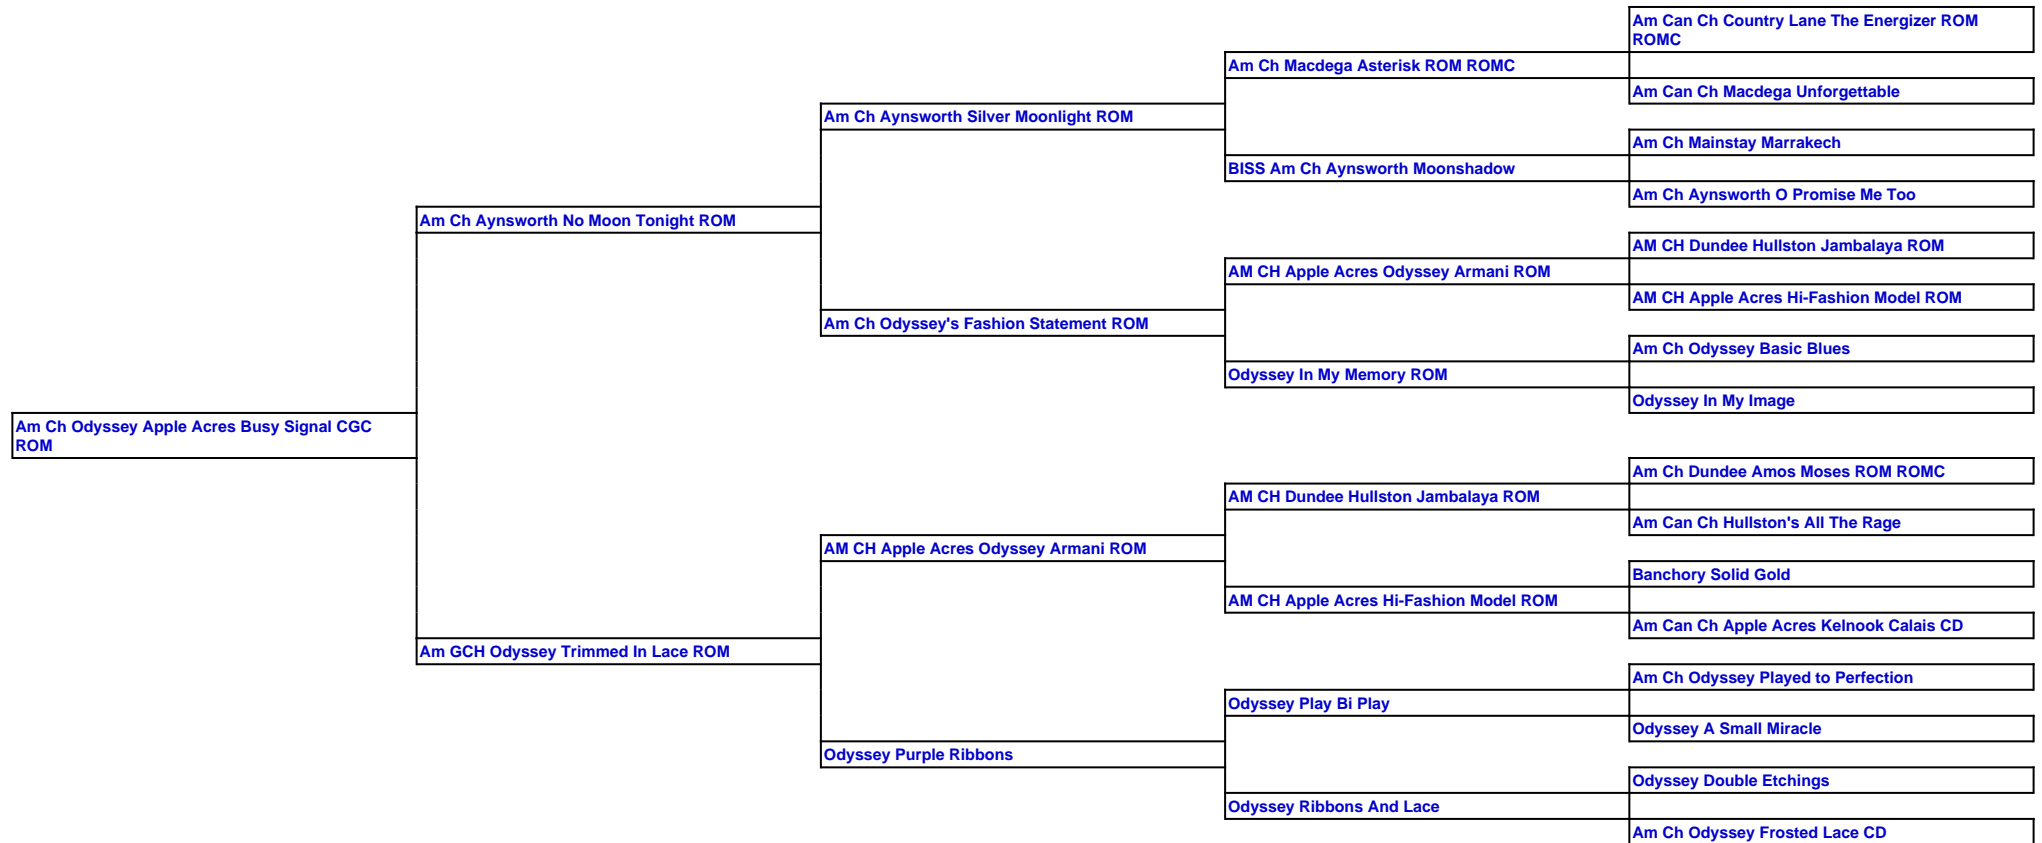 Am Can Ch Country Lane The Energizer ROM
ROMC
Am Ch Macdega Asterisk ROM ROMC
Am Can Ch Macdega Unforgettable
Am Ch Aynsworth Silver Moonlight ROM
Am Ch Mainstay Marrakech
BISS Am Ch Aynsworth Moonshadow
Am Ch Aynsworth O Promise Me Too
Am Ch Aynsworth No Moon Tonight ROM
AM CH Dundee Hullston Jambalaya ROM
AM CH Apple Acres Odyssey Armani ROM
AM CH Apple Acres Hi-Fashion Model ROM
Am Ch Odyssey's Fashion Statement ROM
Am Ch Odyssey Basic Blues
Odyssey In My Memory ROM
Odyssey In My Image
Am Ch Odyssey Apple Acres Busy Signal CGC
ROM
Am Ch Dundee Amos Moses ROM ROMC
AM CH Dundee Hullston Jambalaya ROM
Am Can Ch Hullston's All The Rage
AM CH Apple Acres Odyssey Armani ROM
Banchory Solid Gold
AM CH Apple Acres Hi-Fashion Model ROM
Am Can Ch Apple Acres Kelnook Calais CD
Am GCH Odyssey Trimmed In Lace ROM
Am Ch Odyssey Played to Perfection
Odyssey Play Bi Play
Odyssey A Small Miracle
Odyssey Purple Ribbons
Odyssey Double Etchings
Odyssey Ribbons And Lace
Am Ch Odyssey Frosted Lace CD